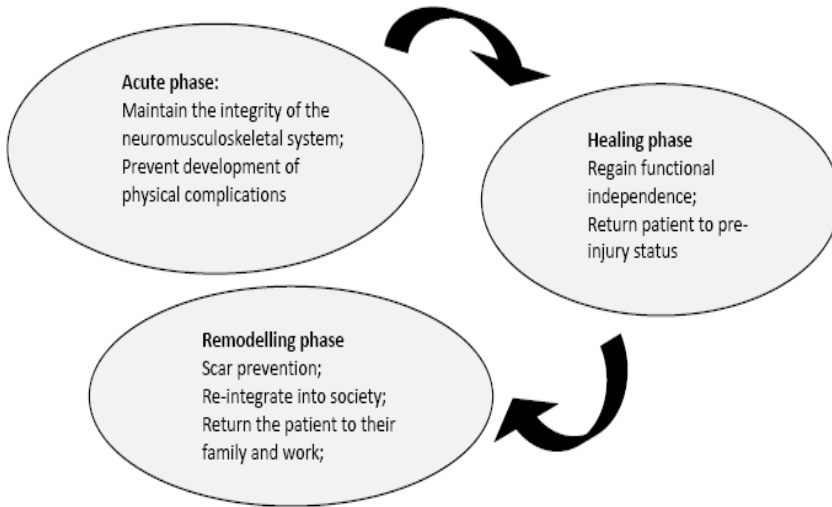 Acute phase:
Maintain the integrity of the
neuromusculoskeletal system;
Prevent development of
physical complications
Healing phase
Regain functional
independence;
Return patient to pre-
injury status
Remodelling phase
Scar prevention;
Re-integrate into society;
Return the patient to their
family and work;